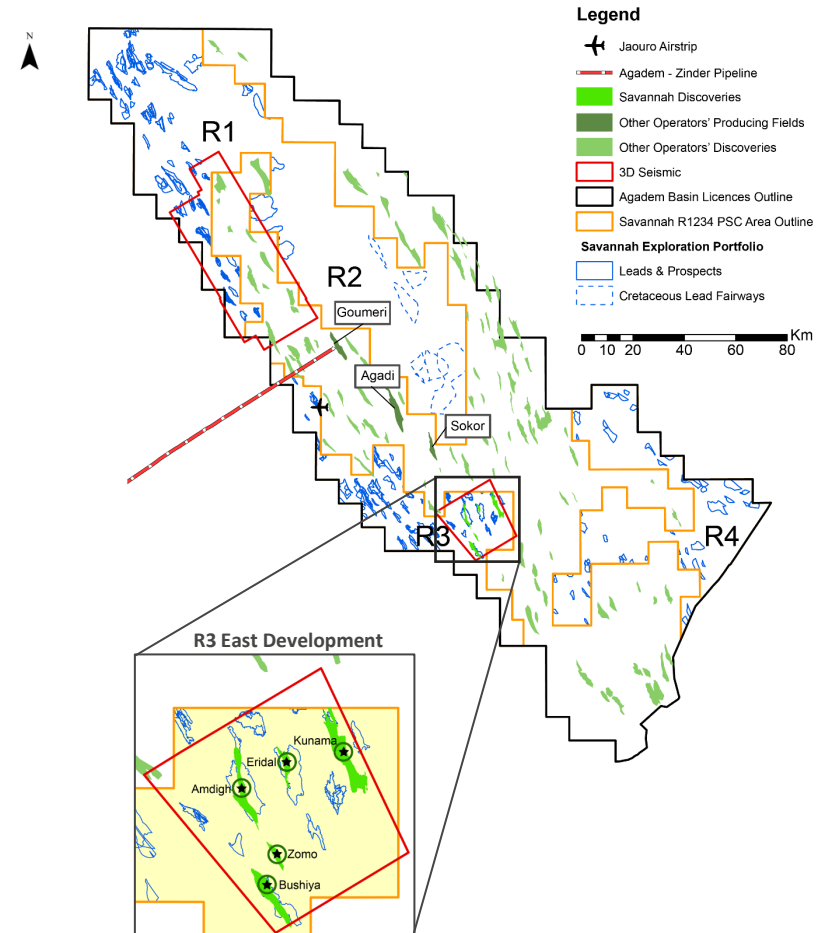 N
Legend
Jaouro Airstrip
Agadem - Zinder Pipeline
Savannah Discoveries
Other Operators' Producing Fields
Other Operators' Discoveries
3D Seismic
Agadem Basin Licences Outline
Savannah R1234 PSC Area Outline
Savannah Exploration Portfolio
Leads & Prospects
Cretaceous Lead Fairways
Km
0 10 20 40 60 80
R1
R2
Goumeri
Agadi
Sokor
R3
R4
R3 East Development
Kunama
Eridal
Amdigh
Zomo
Bushiya